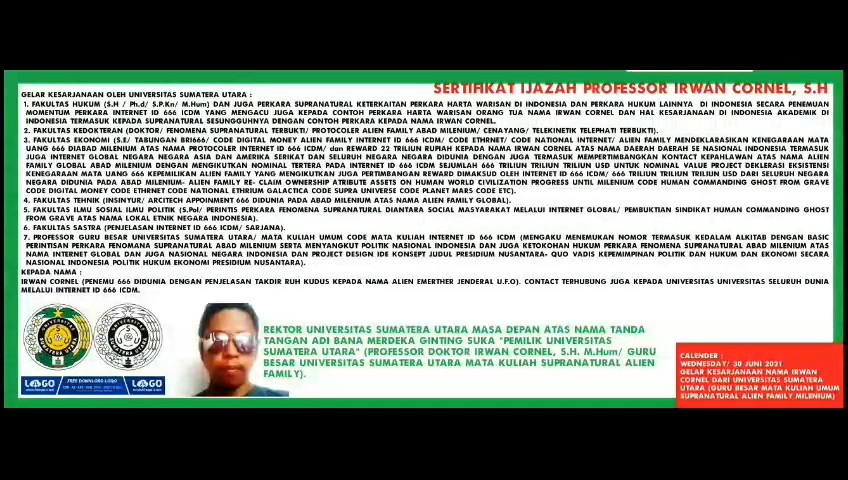 SERTIFIKAT IJAZAH PROFESSOR IRWAN CORNEL, S.H
GELAR KESARJANAAN OLEH UNIVERSITAS SUMATERA UTARA :
1. FAKULTAS HUKUM (S.H / Ph.d/ S.P.Kn/ M.Hum) DAN JUGA PERKARA SUPRANATURAL KETERKAITAN PERKARA HARTA WARISAN DI INDONESIA DAN PERKARA HUKUM LAINNYA DI INDONESIA SECARA PENEMUAN
MOMENTIUM PERKARA INTERNET ID 666 ICDM YANG MENGACU JUGA KEPADA CONTOH PERKARA HARTA WARISAN ORANG TUA NAMA IRWAN CORNEL DAN HAL KESARJANAAN DI INDONESIA AKADEMIK DI
INDONESIA TERMASUK KEPADA SUPRANATURAL SESUNGGUHNYA DENGAN CONTOH PERKARA KEPADA NAMA IRWAN CORNEL.
2. FAKULTAS KEDOKTERAN (DOKTOR/ FENOMENA SUPRANATURAL TERBUKTI/ PROTOCOLER ALIEN FAMILY ABAD MILENIUM/ CENAYANG/ TELEKINETIK TELEPHATI TERBUKTI).
3. FAKULTAS EKONOMI (S.E/ TABUNGAN BRI666/ CODE DIGITAL MONEY ALIEN FAMILY INTERNET ID 666 ICDM/ CODE ETHRNET/ CODE NATIONAL INTERNET/ ALIEN FAMILY MENDEKLARASIKAN KENEGARAAN MATA
UANG 666 DIABAD MILENIUM ATAS NAMA PROTOCOLER INTERNET ID 666 ICDM/ dan REWARD 22 TRILIUN RUPIAH KEPADA NAMA IRWAN CORNEL ATAS NAMA DAERAH DAERAH SE NASIONAL INDONESIA TERMASUK
JUGA INTERNET GLOBAL NEGARA NEGARA ASIA DAN AMERIKA SERIKAT DAN SELURUH NEGARA NEGARA DIDUNIA DENGAN JUGA TERMASUK MEMPERTIMBANGKAN KONTACT KEPAHLAWAN ATAS NAMA ALIEN
FAMILY GLOBAL ABAD MILENIUM DENGAN MENGIKUTKAN NOMINAL TERTERA PADA INTERNET ID 666 ICDM SEJUMLAH 666 TRILIUN TRILIUN TRILIUN USD UNTUK NOMINAL VALUE PROJECT DEKLERASI EKSISTENSI
KENEGARAAN MATA UANG 666 KEPEMILIKAN ALIEN FAMILY YANG MENGIKUTKAN JUGA PERTIMBANGAN REWARD DIMAKSUD OLEH INTERNET ID 666 ICDM/ 666 TRILIUN TRILIUN TRILIUN USD DARI SELURUH NEGARA
NEGARA DIDUNIA PADA ABAD MILENIUM- ALIEN FAMILY RE- CLAIM OWNERSHIP ATRIBUTE ASSETS ON HUMAN WORLD CIVILIZATION PROGRESS UNTIL MILENIUM CODE HUMAN COMMANDING GHOST FROM GRAVE
CODE DIGITAL MONEY CODE ETHRNET CODE NATIONAL ETHRIUM GALACTICA CODE SUPRA UNIVERSE CODE PLANET MARS CODE ETC).
4. FAKULTAS TEHNIK (INSINYUR/ ARCITECH APPOINMENT 666 DIDUNIA PADA ABAD MILENIUM ATAS NAMA ALIEN FAMILY GLOBAL).
5. FAKULTAS ILMU SOSIAL ILMU POLITIK (S.Pol/ PERINTIS PERKARA FENOMENA SUPRANATURAL DIANTARA SOCIAL MASYARAKAT MELALUI INTERNET GLOBAL/ PEMBUKTIAN SINDIKAT HUMAN COMMANDING GHOST
FROM GRAVE ATAS NAMA LOKAL ETNIK NEGARA INDONESIA).
6. FAKULTAS SASTRA (PENJELASAN INTERNET ID 666 ICDM/ SARJANA).
7. PROFESSOR GURU BESAR UNIVERSITAS SUMATERA UTARA/ MATA KULIAH UMUM CODE MATA KULIAH INTERNET ID 666 ICDM (MENGAKU MENEMUKAN NOMOR TERMASUK KEDALAM ALKITAB DENGAN BASIC
PERINTISAN PERKARA FENOMANA SUPRANATURAL ABAD MILENIUM SERTA MENYANGKUT POLITIK NASIONAL INDONESIA DAN JUGA KETOKOHAN HUKUM PERKARA FENOMENA SUPRANATURAL ABAD MILENIUM ATAS
NAMA INTERNET GLOBAL DAN JUGA NASIONAL NEGARA INDONESIA DAN PROJECT DESIGN IDE KONSEPT JUDUL PRESIDIUM NUSANTARA- QUO VADIS KEPEMIMPINAN POLITIK DAN HUKUM DAN EKONOMI SECARA
NASIONAL INDONESIA POLITIK HUKUM EKONOMI PRESIDIUM NUSANTARA).
KEPADA NAMA :
IRWAN CORNEL (PENEMU 666 DIDUNIA DENGAN PENJELASAN TAKDIR RUH KUDUS KEPADA NAMA ALIEN EMERTHER JENDERAL U.F.O). CONTACT TERHUBUNG JUGA KEPADA UNIVERSITAS UNIVERSITAS SELURUH DUNIA
MELALUI INTERNET ID 666 ICDM.
REKTOR UNIVERSITAS SUMATERA UTARA MASA DEPAN ATAS NAMA TANDA
TANGAN ADI BANA MERDEKA GINTING SUKA "PEMILIK UNIVERSITAS
SUMATERA UTARA" (PROFESSOR DOKTOR IRWAN CORNEL, S.H. M.Hum/ GURU
BESAR UNIVERSITAS SUMATERA UTARA MATA KULIAH SUPRANATURAL ALIEN
FAMILY).
LOGO
FREE DOWNLOAD LOGO
LOGO
CALENDER :
WEDNESDAY/ 30 JUNI 2021
GELAR KESARJANAAN NAMA IRWAN
CORNEL DARI UNIVERSITAS SUMATERA
UTARA (GURU BESAR MATA KULIAH UMUM
SUPRANATURAL ALIEN FAMILY MILENIUM)